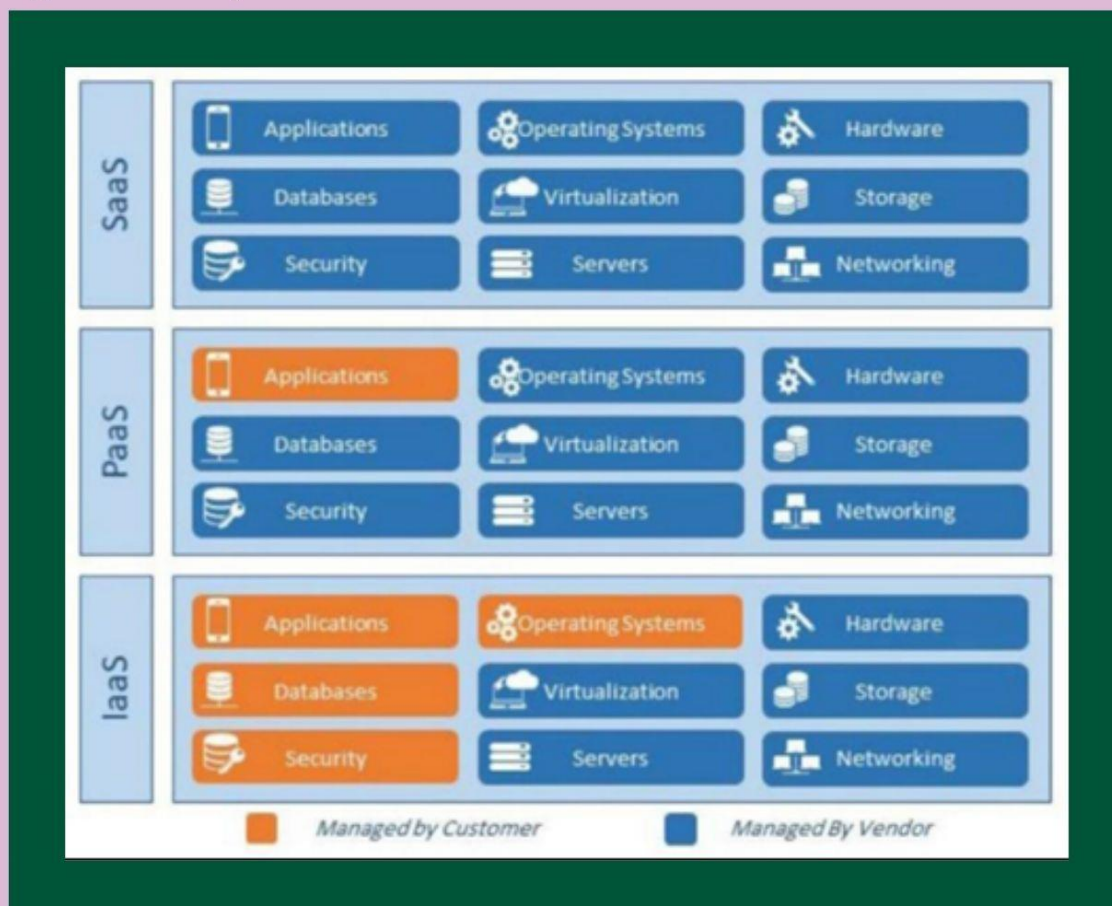 SaaS
Applications Operating Systems Hardware
Databases Virtualization Storage
Security Servers Networking
PaaS
Applications Operating Systems Hardware
Databases Virtualization Storage
Security Servers Networking
IaaS
Applications Operating Systems Hardware
Databases Virtualization Storage
Security Servers Networking
Managed by Customer Managed By Vendor